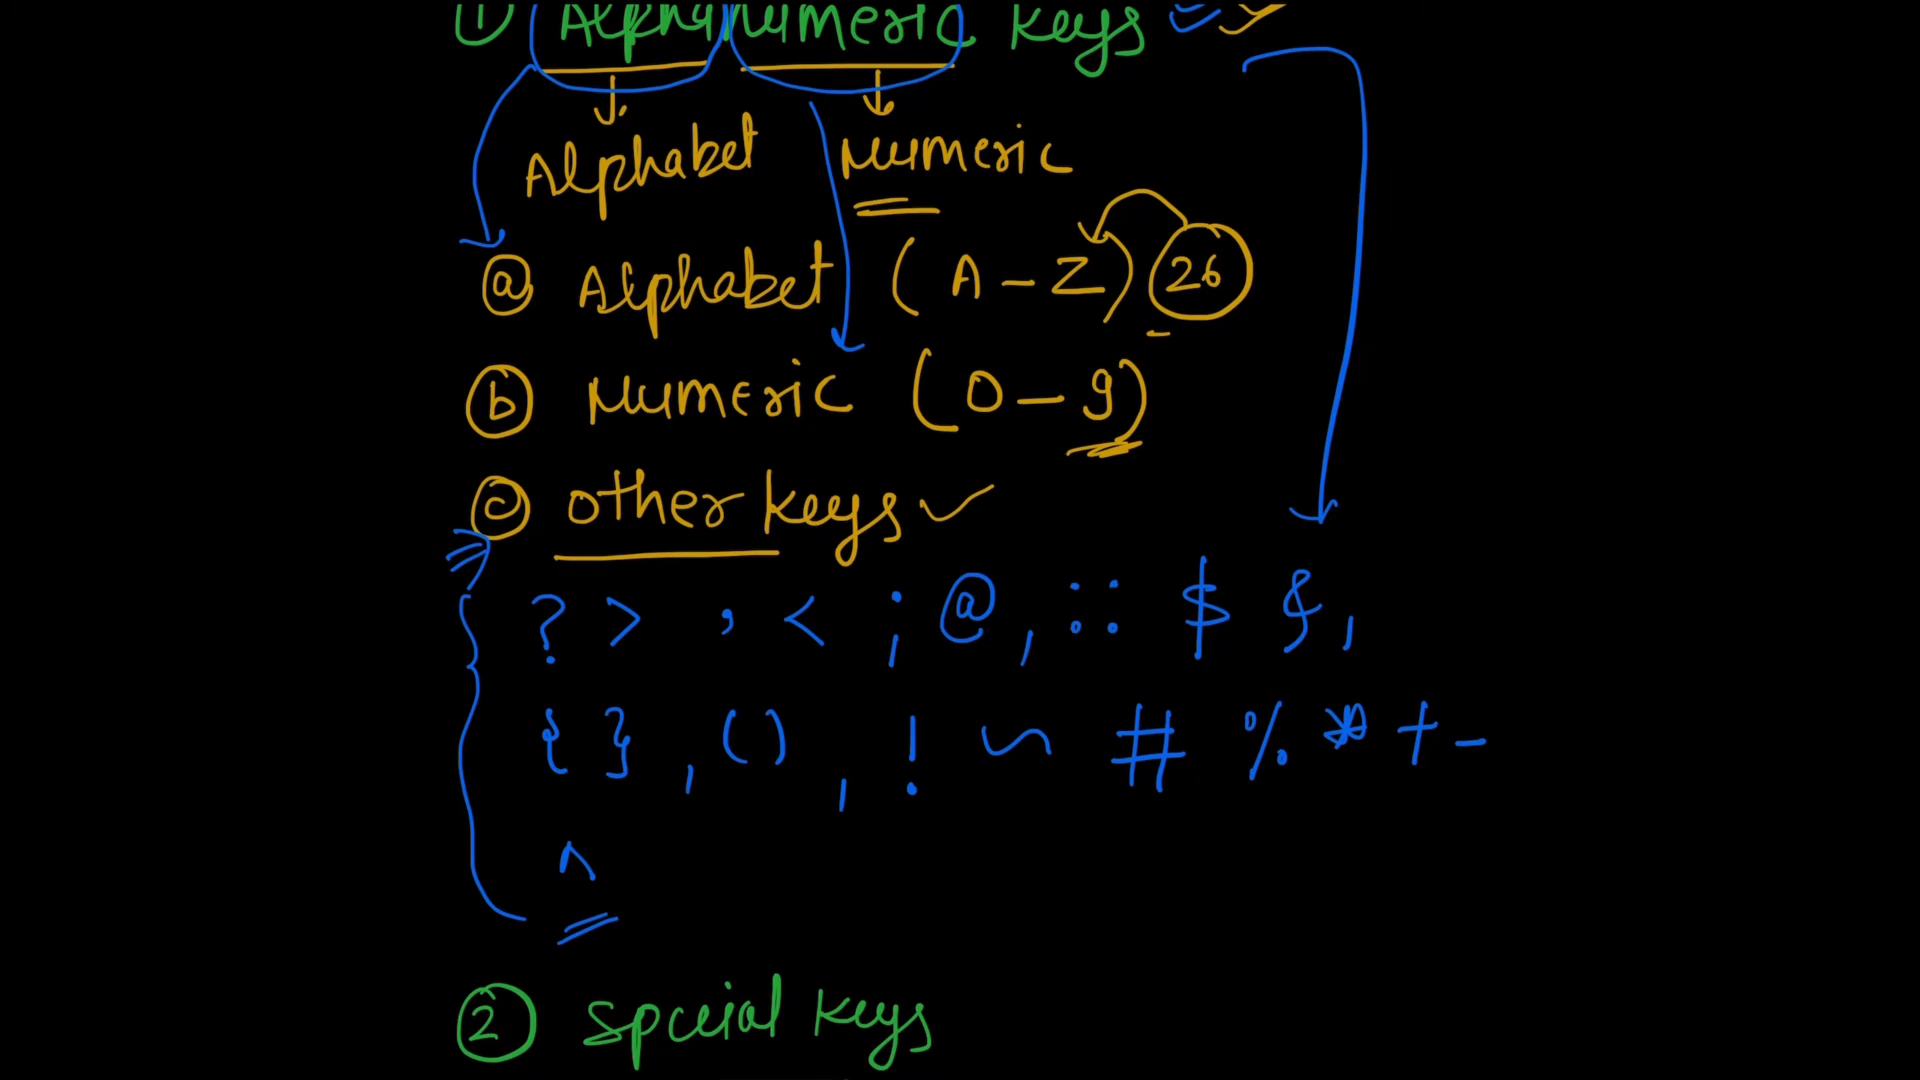 ① Alphanumeric keys
Alphabet Numeric
ⓐ Alphabet (A-Z) 26
ⓑ Numeric (0-9)
ⓒ other keys ✓
? > , < ; @ , : : $ & ,
{ } , ( ) , ! ~ # % * + -
^
② special keys